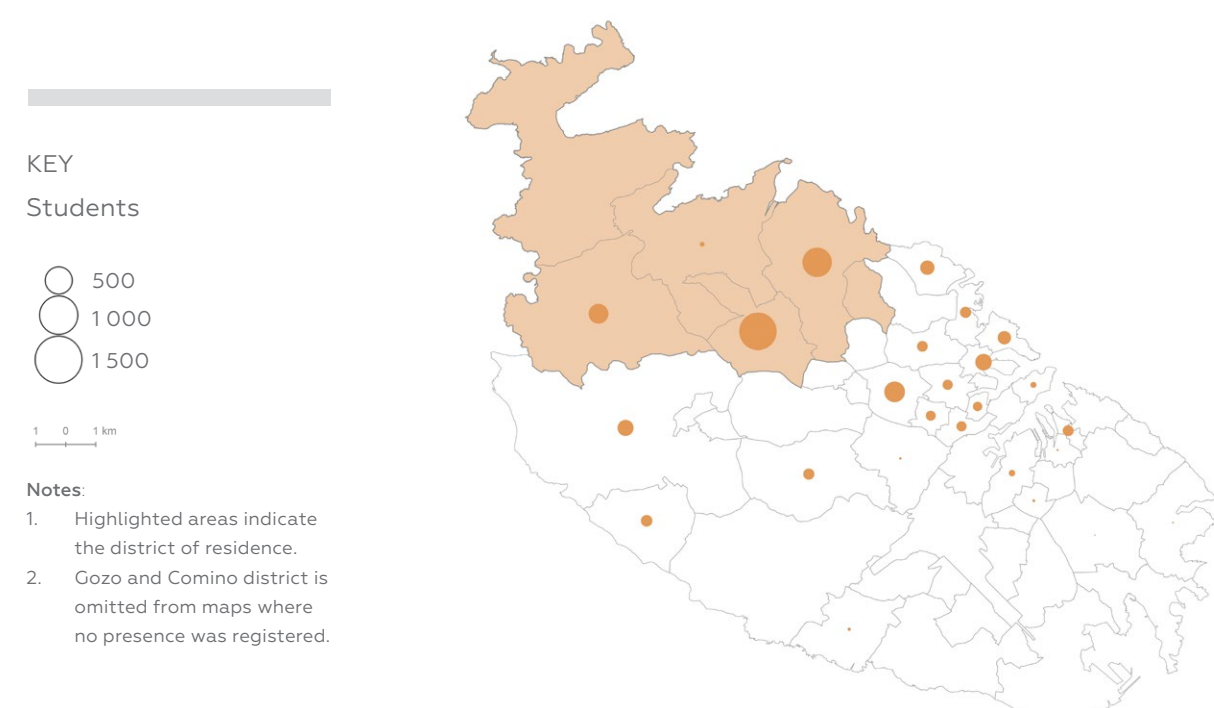 KEY
Students
500
1 000
1 500
1 0 1 km
Notes:
1. Highlighted areas indicate
the district of residence.
2. Gozo and Comino district is
omitted from maps where
no presence was registered.